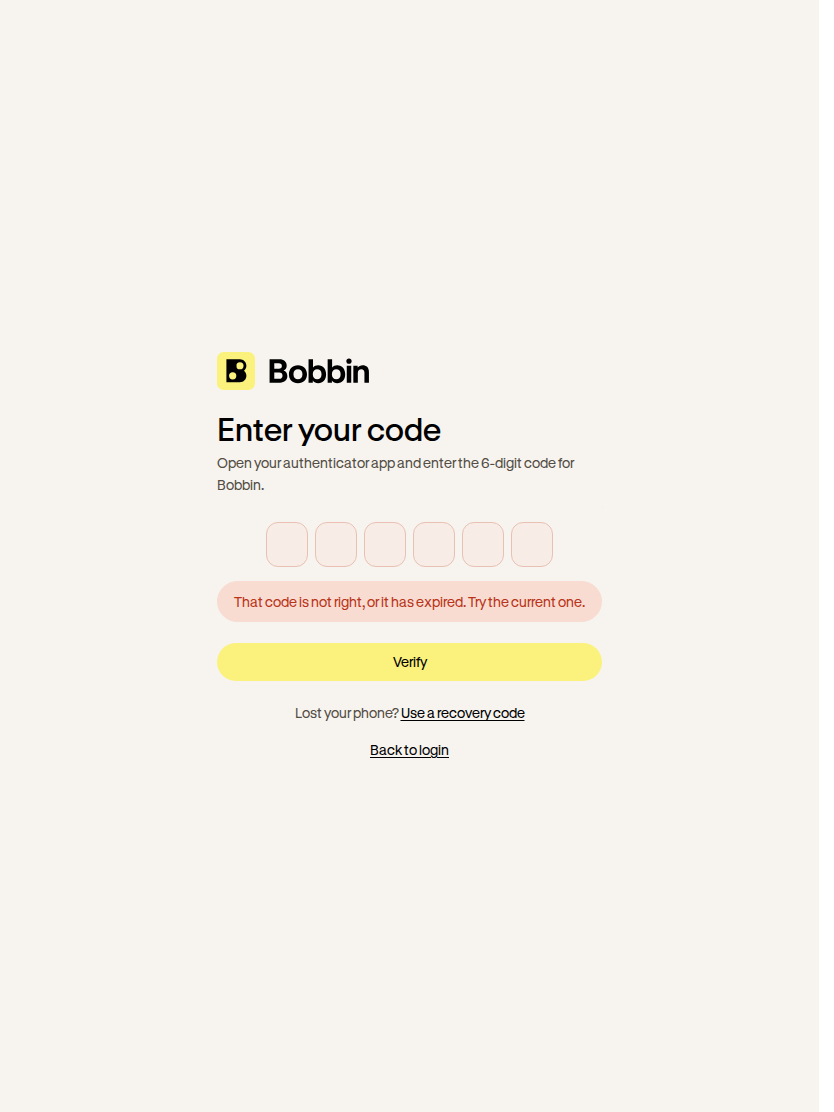 Bobbin
Enter your code
Open your authenticator app and enter the 6-digit code for
Bobbin.
That code is not right, or it has expired. Try the current one.
Verify
Lost your phone? Use a recovery code
Back to login